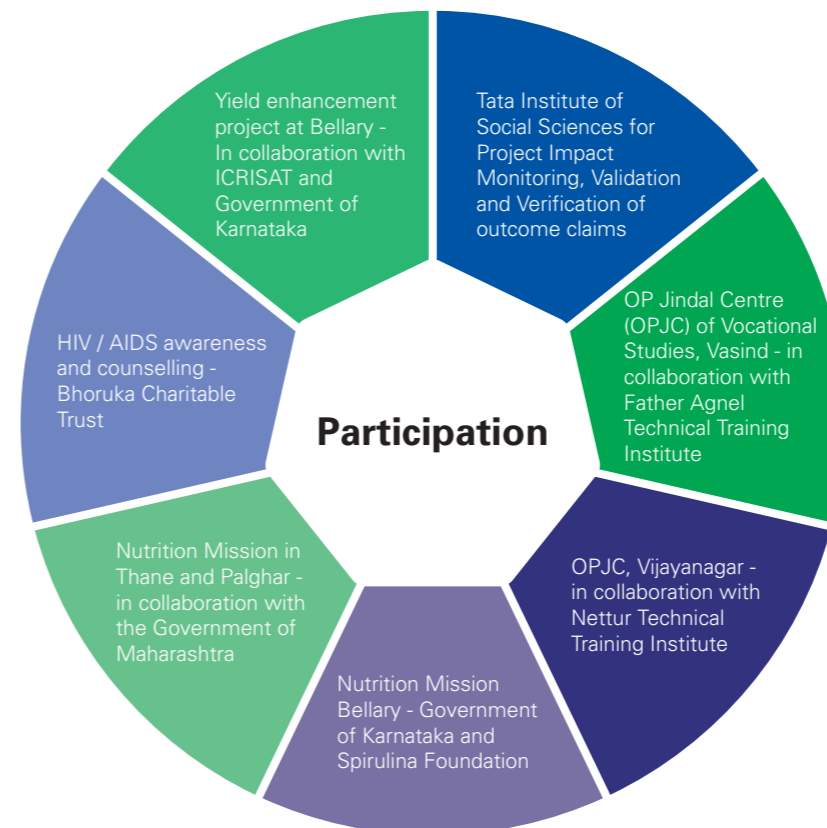 Yield enhancement
project at Bellary -
In collaboration with
ICRISAT and
Government of
Karnataka
Tata Institute of
Social Sciences for
Project Impact
Monitoring, Validation
and Verification of
outcome claims
OP Jindal Centre
(OPJC) of Vocational
Studies, Vasind - in
collaboration with
Father Agnel
Technical Training
Institute
HIV / AIDS awareness
and counselling -
Bhoruka Charitable
Trust
Participation
Nutrition Mission in
Thane and Palghar -
in collaboration with
the Government of
Maharashtra
OPJC, Vijayanagar -
in collaboration with
Nettur Technical
Training Institute
Nutrition Mission
Bellary - Government
of Karnataka and
Spirulina Foundation